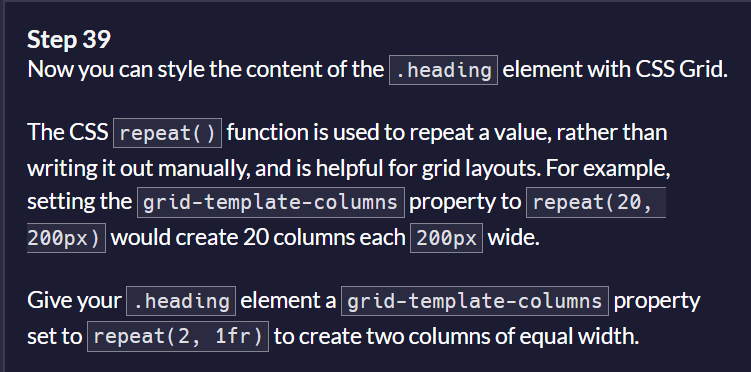 Step 39
Now you can style the content of the .heading element with CSS Grid.
The CSS repeat() function is used to repeat a value, rather than
writing it out manually, and is helpful for grid layouts. For example,
setting the grid-template-columns property to repeat(20,
200px) would create 20 columns each 200px wide.
Give your .heading element a grid-template-columns property
set to repeat(2, 1fr) to create two columns of equal width.